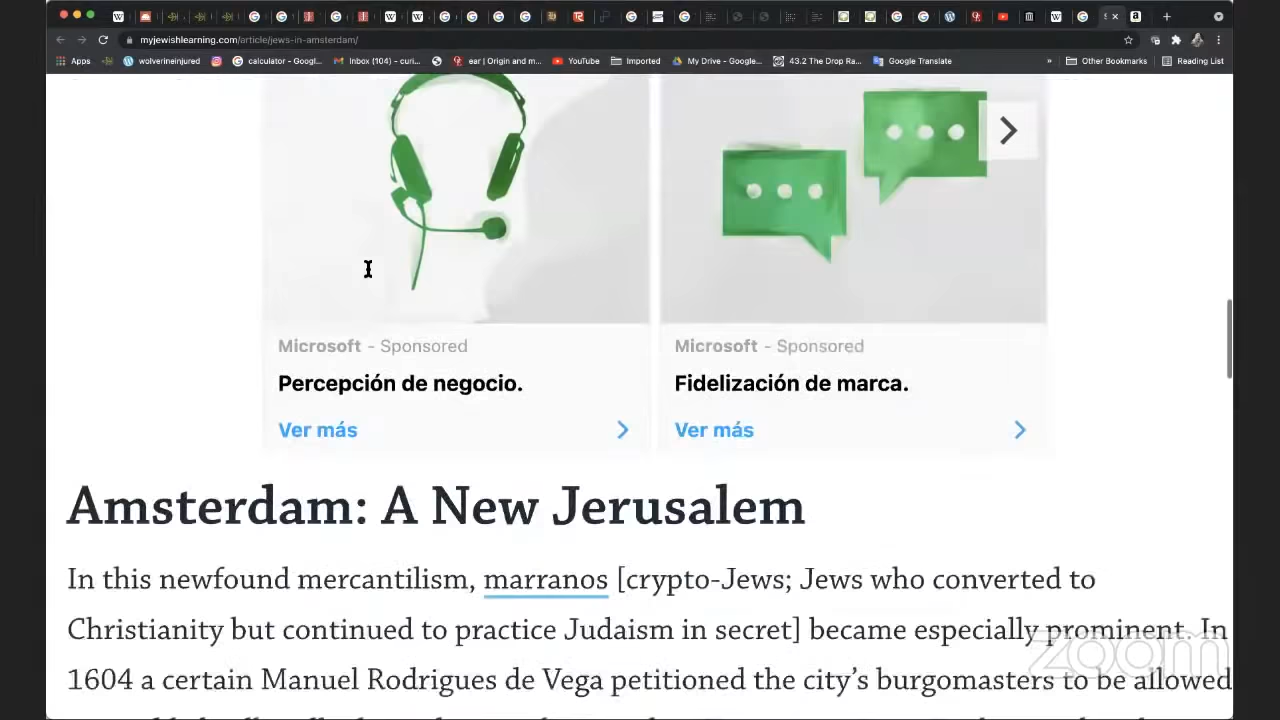 myjewishlearning.com/article/jews-in-amsterdam/
Apps
wolverineinjured
calculator - Googl...
Inbox (104) - curi...
ear | Origin and m...
YouTube
Imported
My Drive - Google...
43.2 The Drop Ra...
Google Translate
»
Other Bookmarks
Reading List
Microsoft - Sponsored
Percepción de negocio.
Ver más
Microsoft - Sponsored
Fidelización de marca.
Ver más
Amsterdam: A New Jerusalem
In this newfound mercantilism, marranos [crypto-Jews; Jews who converted to
Christianity but continued to practice Judaism in secret] became especially prominent. In
1604 a certain Manuel Rodrigues de Vega petitioned the city’s burgomasters to be allowed
zoom